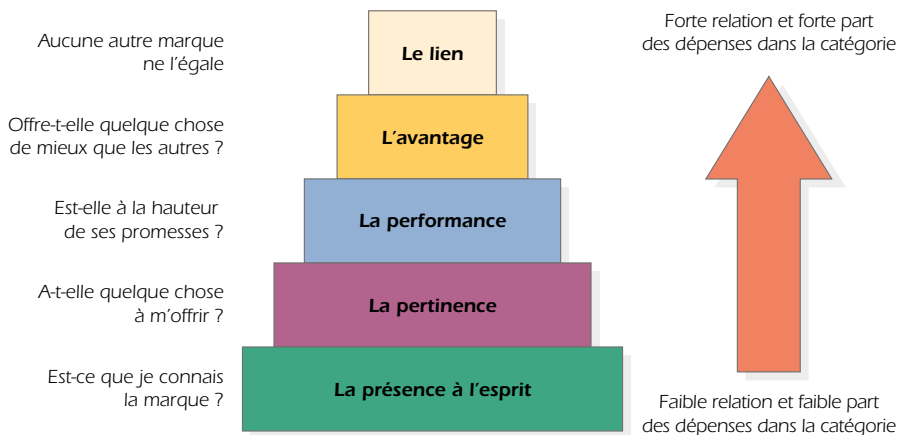 Aucune autre marque
ne l'égale
Le lien
Forte relation et forte part
des dépenses dans la catégorie
Offre-t-elle quelque chose
de mieux que les autres ?
L'avantage
Est-elle à la hauteur
de ses promesses ?
La performance
A-t-elle quelque chose
à m'offrir ?
La pertinence
Est-ce que je connais
la marque ?
La présence à l'esprit
Faible relation et faible part
des dépenses dans la catégorie